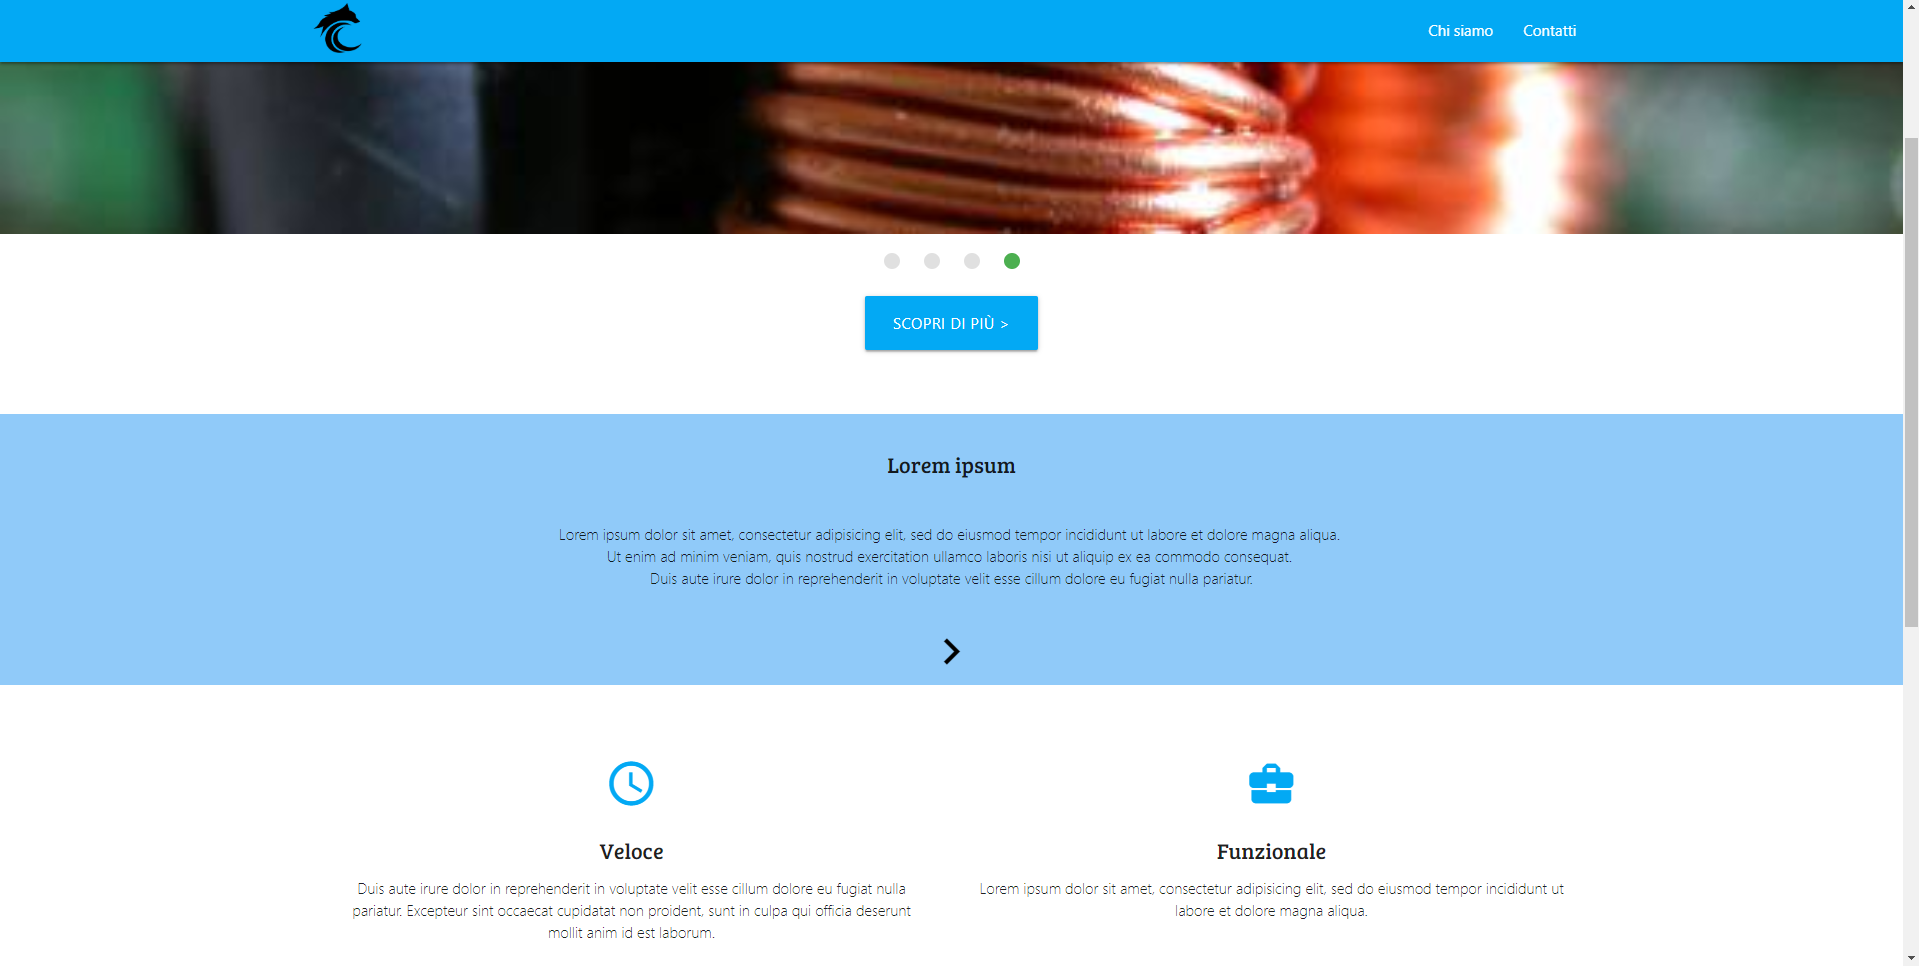 Chi siamo Contatti
SCOPRI DI PIÙ >
Lorem ipsum
Lorem ipsum dolor sit amet, consectetur adipisicing elit, sed do eiusmod tempor incididunt ut labore et dolore magna aliqua.
Ut enim ad minim veniam, quis nostrud exercitation ullamco laboris nisi ut aliquip ex ea commodo consequat.
Duis aute irure dolor in reprehenderit in voluptate velit esse cillum dolore eu fugiat nulla pariatur.
Veloce
Duis aute irure dolor in reprehenderit in voluptate velit esse cillum dolore eu fugiat nulla
pariatur. Excepteur sint occaecat cupidatat non proident, sunt in culpa qui officia deserunt
mollit anim id est laborum.
Funzionale
Lorem ipsum dolor sit amet, consectetur adipisicing elit, sed do eiusmod tempor incididunt ut
labore et dolore magna aliqua.